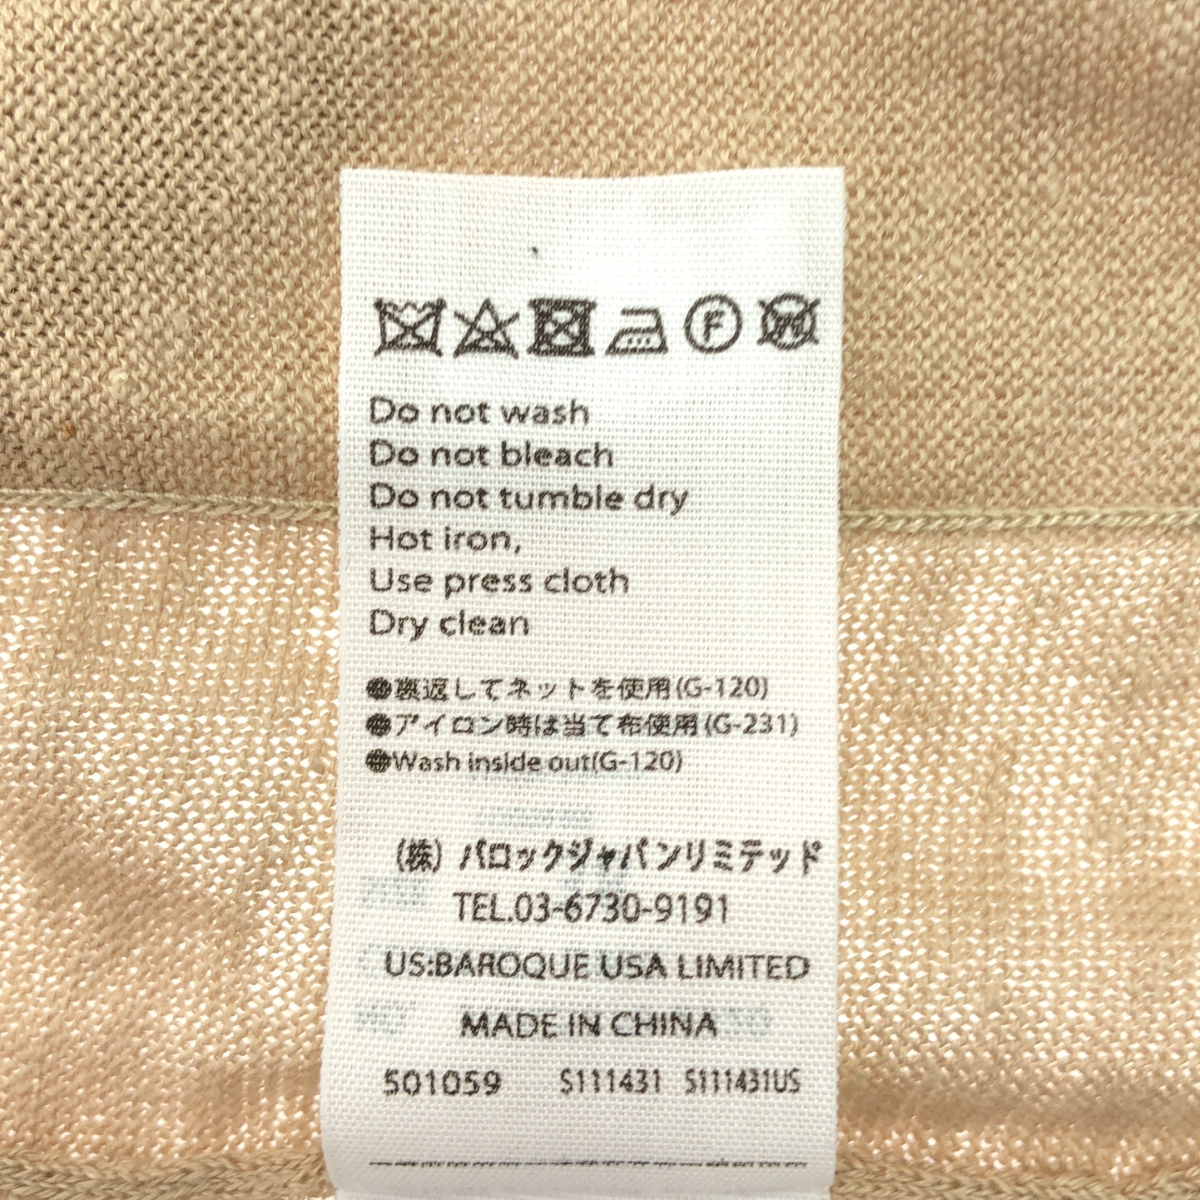 F W
Do not wash
Do not bleach
Do not tumble dry
Hot iron,
Use press cloth
Dry clean
●裏返してネットを使用(G-120)
●アイロン時は当て布使用(G-231)
●Wash inside out(G-120)
(株) バロックジャパンリミテッド
TEL.03-6730-9191
US:BAROQUE USA LIMITED
MADE IN CHINA
501059 S111431 S111431US